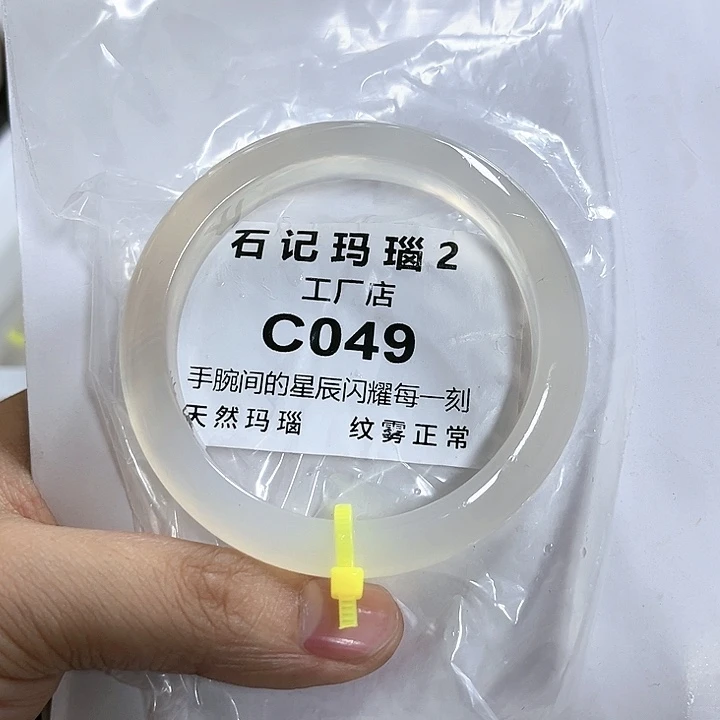 石记玛瑙2
工厂店
C049
手腕间的星辰闪耀每一刻
天然玛瑙 纹雾正常